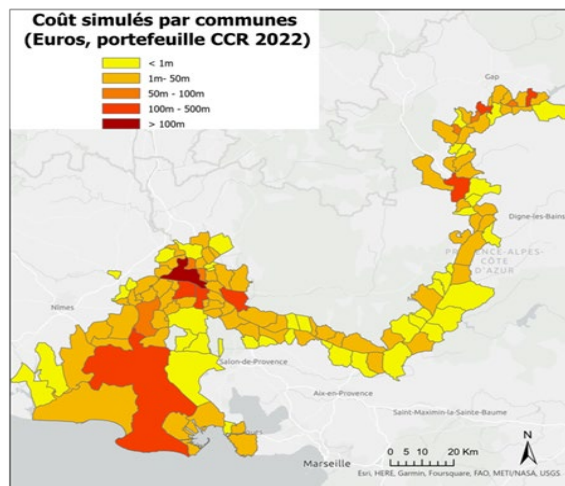 Coût simulés par communes
(Euros, portefeuille CCR 2022)
< 1m
1m- 50m
50m - 100m
100m - 500m
> 100m
Gap
Digne-les-Bains
PROVENCE-ALPES-
CÔTE
D'AZUR
Nîmes
Salon-de-Provence
Aix-en-Provence
Saint-Maximin-la-Sainte-Baume
Marseille
0 5 10 20 Km
N
Esri, HERE, Garmin, Foursquare, FAO, METI/NASA, USGS